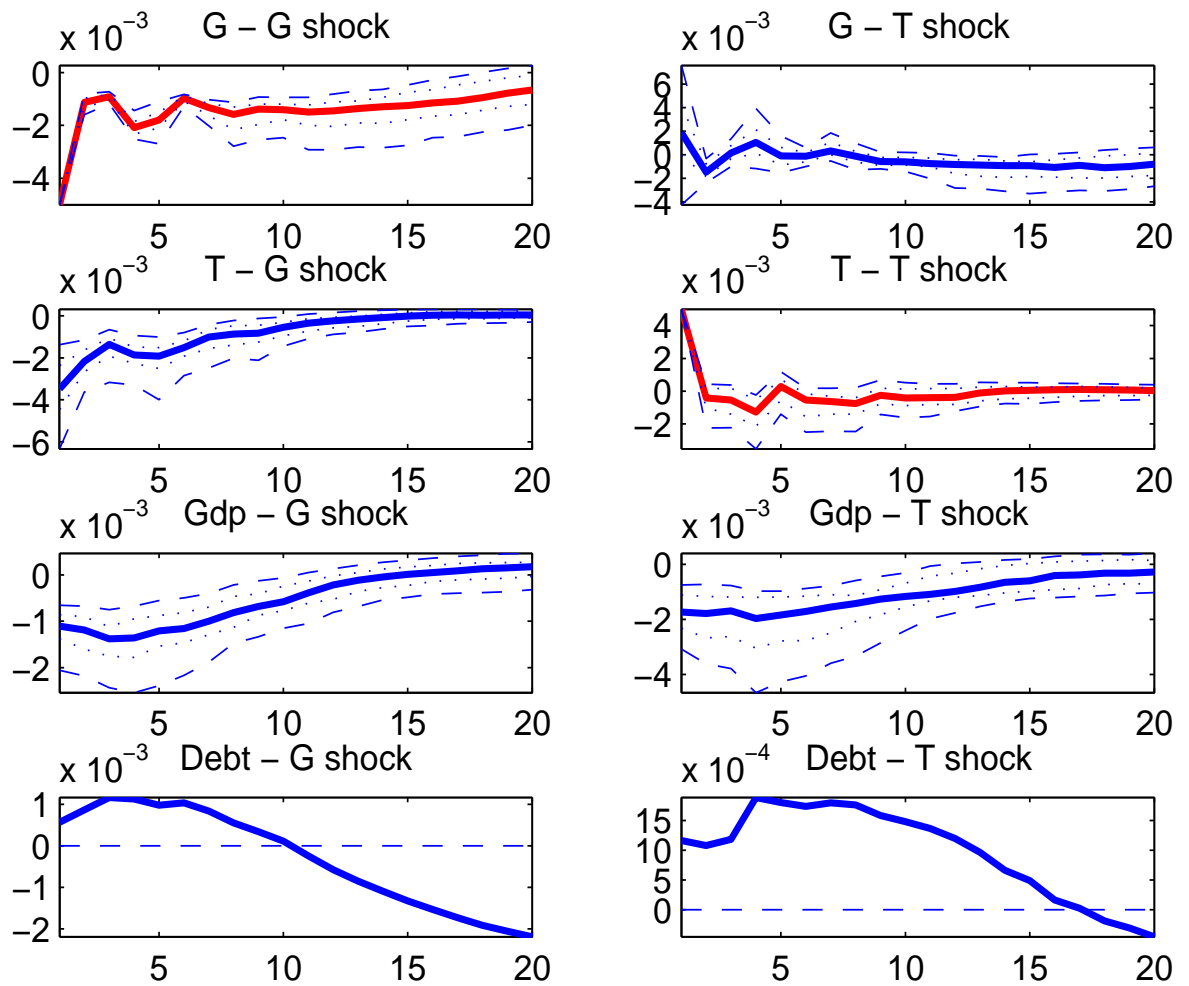 x 10−3 G − G shock
0
−2
−4
5 10 15 20
x 10−3 G − T shock
6
4
2
0
−2
−4
5 10 15 20
x 10−3 T − G shock
0
−2
−4
−6
5 10 15 20
x 10−3 T − T shock
4
2
0
−2
5 10 15 20
x 10−3 Gdp − G shock
0
−1
−2
5 10 15 20
x 10−3 Gdp − T shock
0
−2
−4
5 10 15 20
x 10−3 Debt − G shock
1
0
−1
−2
5 10 15 20
x 10−4 Debt − T shock
15
10
5
0
5 10 15 20